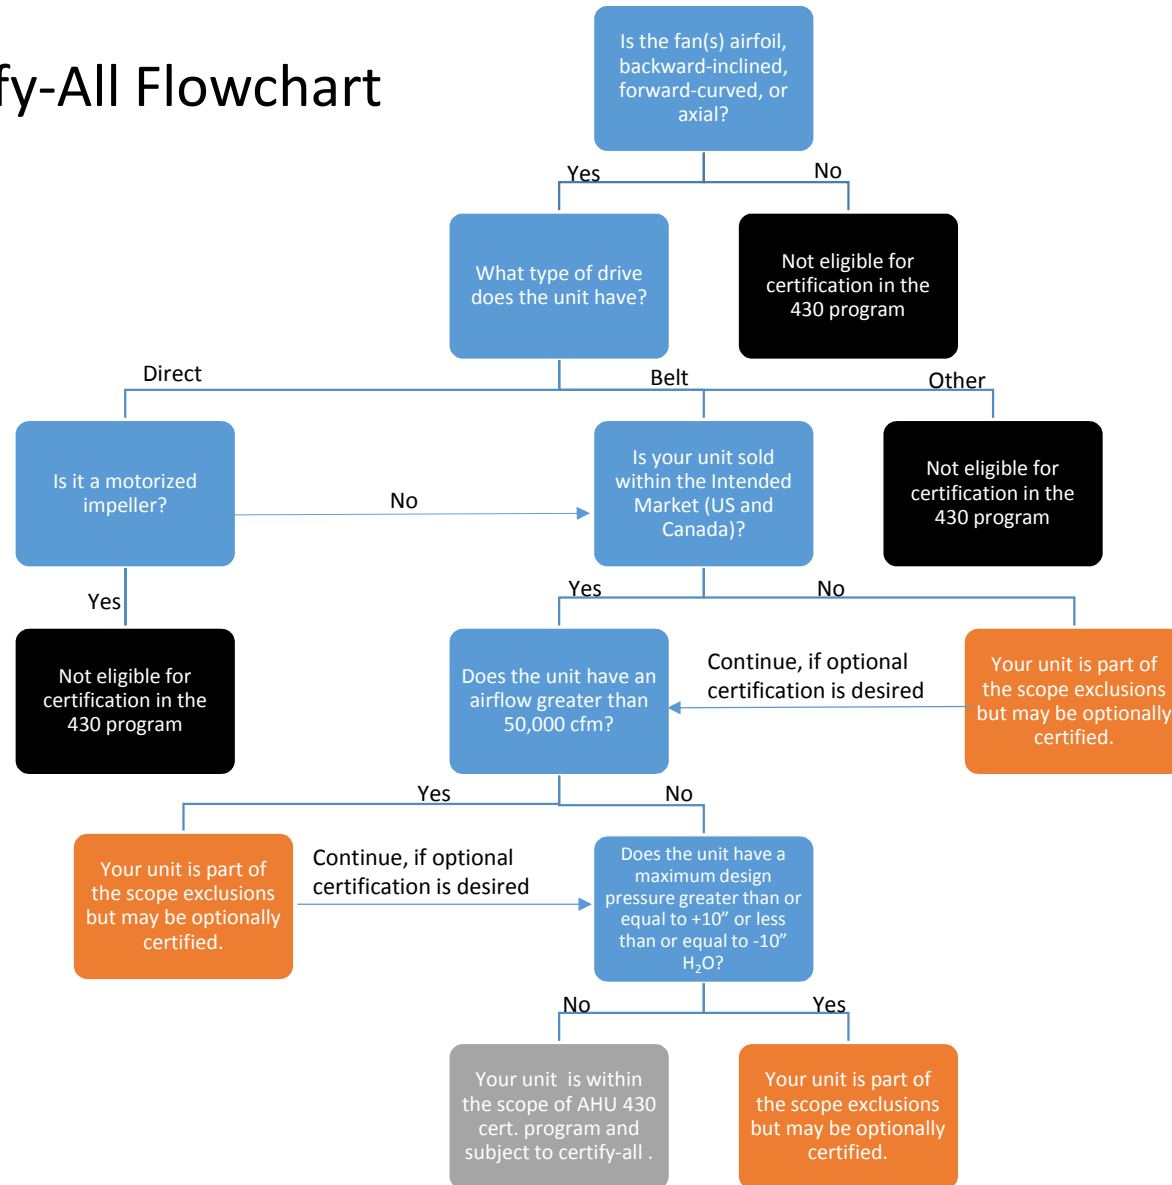 fy-All Flowchart
Is the fan(s) airfoil,
backward-inclined,
forward-curved, or
axial?
Yes
No
What type of drive
does the unit have?
Not eligible for
certification in the
430 program
Direct
Belt
Other
Is it a motorized
impeller?
No
Is your unit sold
within the Intended
Market (US and
Canada)?
Not eligible for
certification in the
430 program
Yes
Yes
No
Not eligible for
certification in the
430 program
Does the unit have an
airflow greater than
50,000 cfm?
Continue, if optional
certification is desired
Your unit is part of
the scope exclusions
but may be optionally
certified.
Yes
No
Your unit is part of
the scope exclusions
but may be optionally
certified.
Continue, if optional
certification is desired
Does the unit have a
maximum design
pressure greater than or
equal to +10” or less
than or equal to -10”
H₂O?
No
Yes
Your unit  is within
the scope of AHU 430
cert. program and
subject to certify-all .
Your unit is part of
the scope exclusions
but may be optionally
certified.